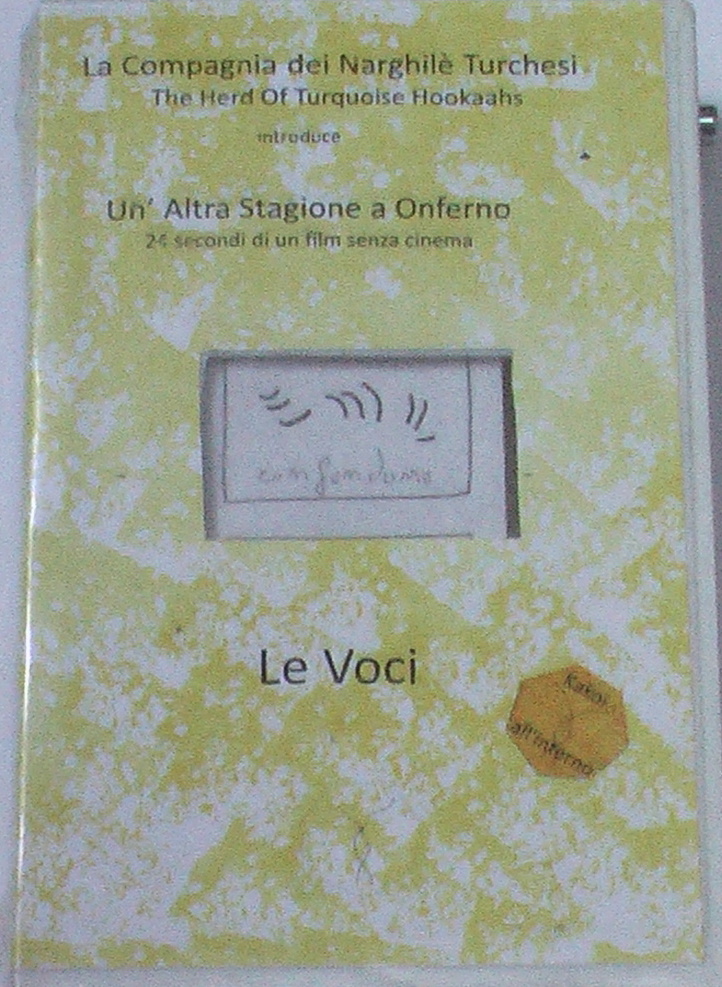 La Compagnia dei Narghilè Turchesi
The Herd Of Turquoise Hookaahs
introduce
Un' Altra Stagione a Onferno
24 secondi di un film senza cinema
Le Voci
all'interno